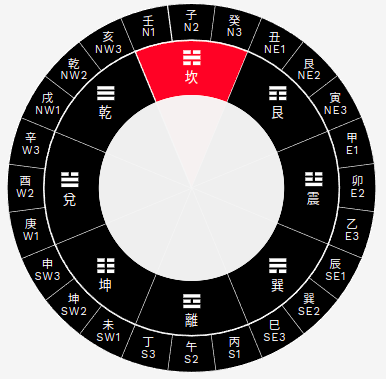 子
N2
癸
N3
丑
NE1
艮
NE2
寅
NE3
甲
E1
卯
E2
乙
E3
辰
SE1
巽
SE2
巳
SE3
丙
S1
午
S2
丁
S3
未
SW1
坤
SW2
申
SW3
庚
W1
酉
W2
辛
W3
戌
NW1
乾
NW2
亥
NW3
壬
N1
☵
坎
☶
艮
☳
震
☴
巽
☲
離
☷
坤
☱
兌
☰
乾